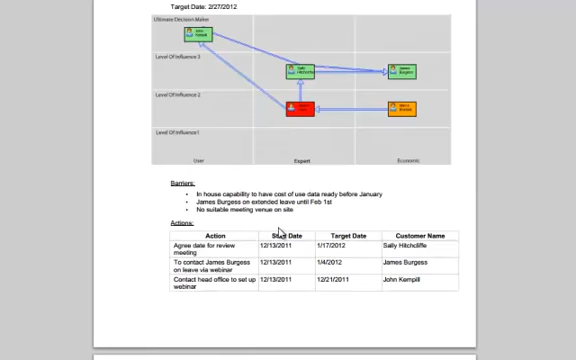 Target Date: 2/27/2012
Ultimate Decision Maker
Level Of Influence 3
Sally
Hitchcliffe
James
Burgess
Level Of Influence 2
Level Of Influence 1
User
Expert
Economic
Barriers:
• In house capability to have cost of use data ready before January
• James Burgess on extended leave until Feb 1st
• No suitable meeting venue on site
Actions:
Action Start Date Target Date Customer Name
Agree date for review 12/13/2011 1/17/2012 Sally Hitchcliffe
meeting
To contact James Burgess 12/13/2011 1/4/2012 James Burgess
on leave via webinar
Contact head office to set up 12/13/2011 12/21/2011 John Kempill
webinar